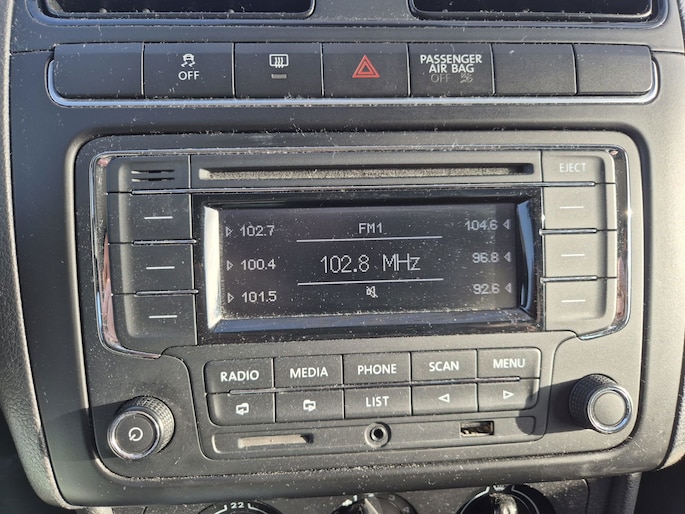 OFF
PASSENGER
AIR BAG
OFF
EJECT
102.7 FM1 104.6
100.4 102.8 MHz 96.8
101.5 92.6
RADIO MEDIA PHONE SCAN MENU
LIST
22